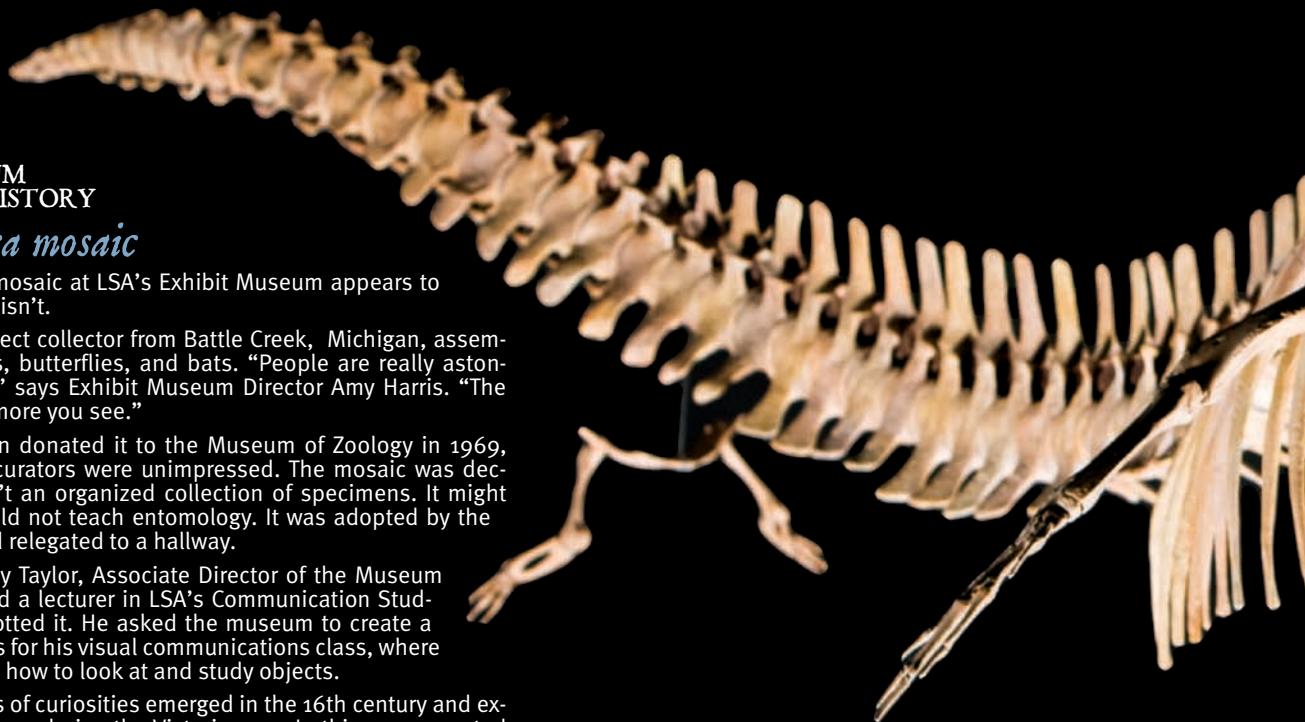 UM
ISTORY
a mosaic
mosaic at LSA’s Exhibit Museum appears to
isn’t.
ect collector from Battle Creek, Michigan, assem-
s, butterflies, and bats. “People are really aston-
” says Exhibit Museum Director Amy Harris. “The
more you see.”
n donated it to the Museum of Zoology in 1969,
curators were unimpressed. The mosaic was dec-
’t an organized collection of specimens. It might
ld not teach entomology. It was adopted by the
d relegated to a hallway.
y Taylor, Associate Director of the Museum
d a lecturer in LSA’s Communication Stud-
otted it. He asked the museum to create a
s for his visual communications class, where
how to look at and study objects.
s of curiosities emerged in the 16th century and ex-